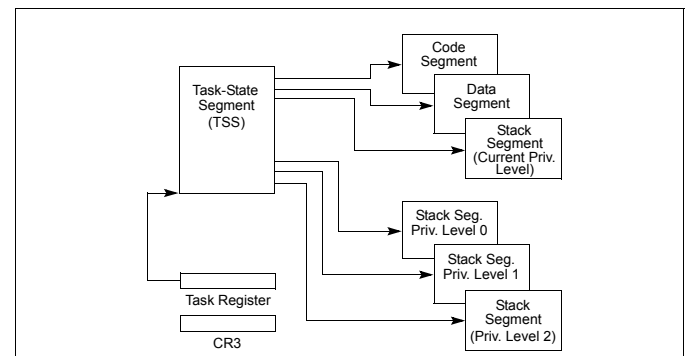 Code
Segment
Task-State
Segment
(TSS)
Data
Segment
Stack
Segment
(Current Priv.
Level)
Stack Seg.
Priv. Level 0
Stack Seg.
Priv. Level 1
Stack
Segment
(Priv. Level 2)
Task Register
CR3